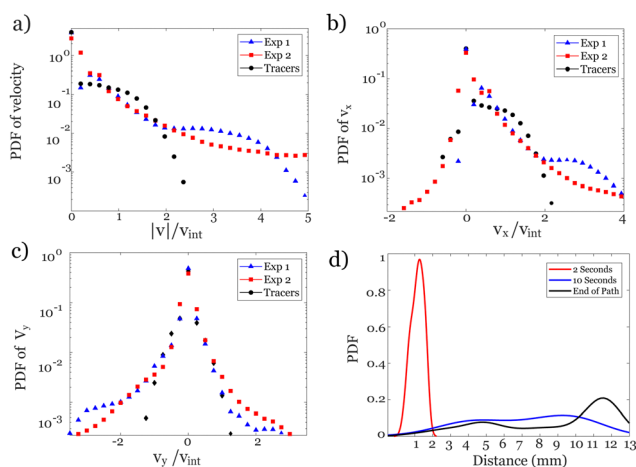 a)
PDF of velocity
10^0
10^-1
10^-2
10^-3
Exp 1
Exp 2
Tracers
0 1 2 3 4 5
|v|/v_int
b)
PDF of v_x
10^0
10^-1
10^-2
10^-3
Exp 1
Exp 2
Tracers
-2 0 2 4
v_x/v_int
c)
PDF of V_y
10^0
10^-1
10^-2
10^-3
Exp 1
Exp 2
Tracers
-2 0 2
v_y/v_int
d)
PDF
1
0.8
0.6
0.4
0.2
0
2 Seconds
10 Seconds
End of Path
1 2 3 4 5 6 7 8 9 10 11 12 13
Distance (mm)